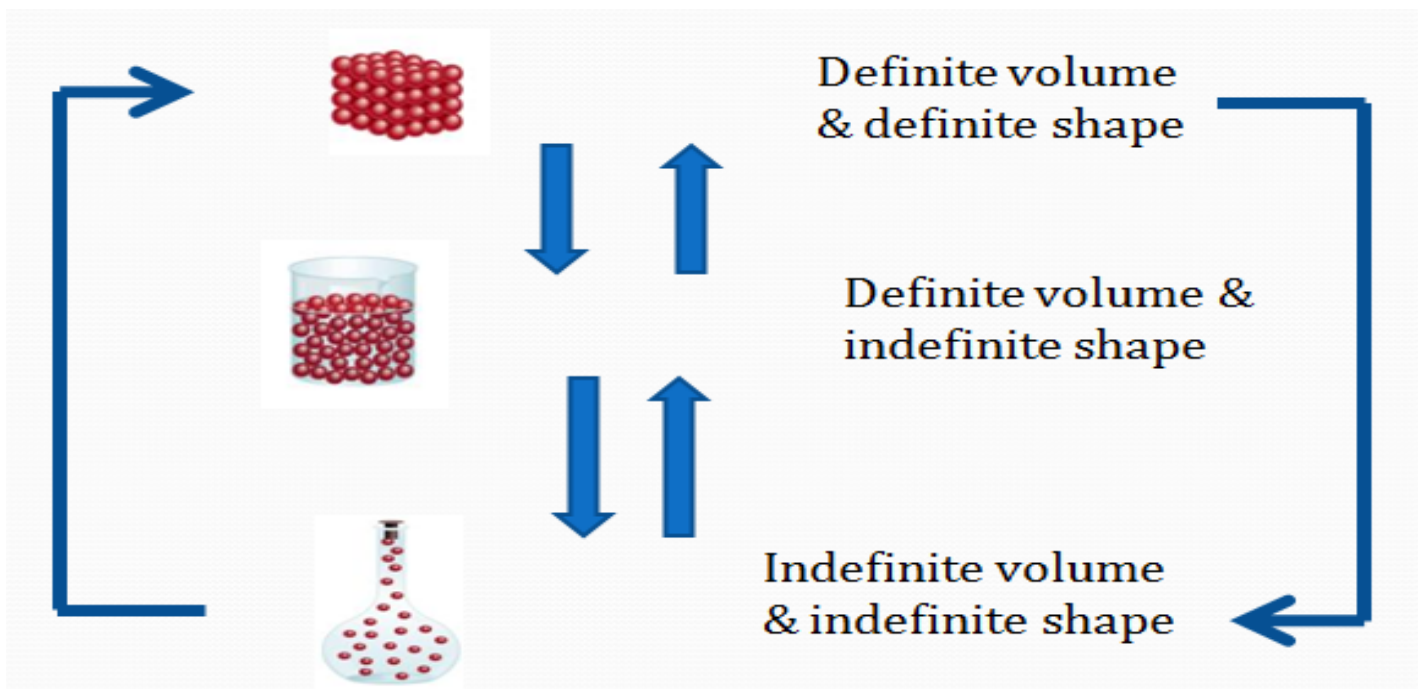 Definite volume
& definite shape
Definite volume &
indefinite shape
Indefinite volume
& indefinite shape